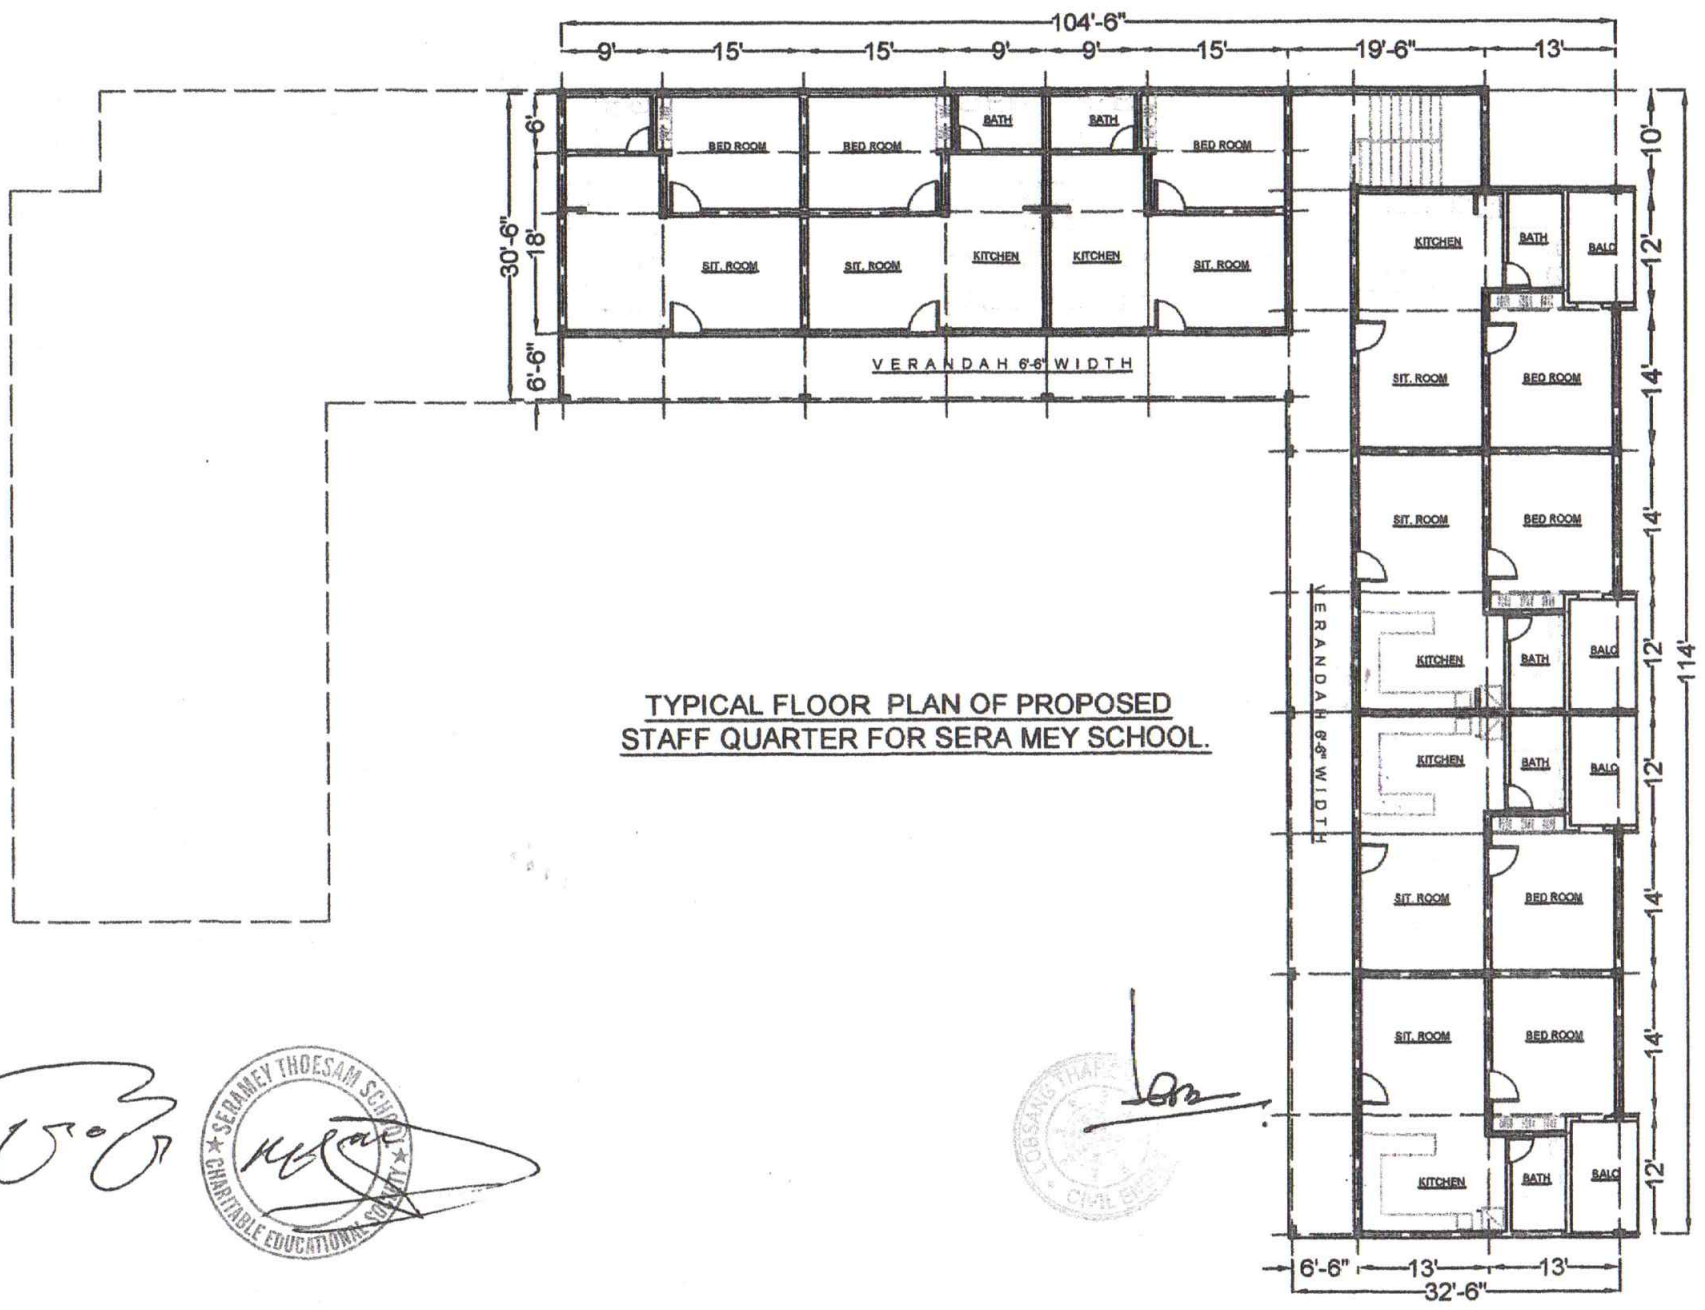 104'-6"
9' 15' 15' 9' 9' 15' 19'-6" 13'
30'-6"
6'
18'
6'-6"
BED ROOM BED ROOM BATH BATH BED ROOM
SIT. ROOM SIT. ROOM KITCHEN KITCHEN SIT. ROOM
VERANDAH 6'-6" WIDTH
10'
12'
14'
14'
12'
12'
14'
14'
12'
114'
KITCHEN BATH BALC
SIT. ROOM BED ROOM
SIT. ROOM BED ROOM
KITCHEN BATH BALC
KITCHEN BATH BALC
SIT. ROOM BED ROOM
SIT. ROOM BED ROOM
KITCHEN BATH BALC
VERANDAH 6'-6" WIDTH
6'-6" 13' 13'
32'-6"
TYPICAL FLOOR PLAN OF PROPOSED
STAFF QUARTER FOR SERA MEY SCHOOL.
SERAMEY THOESAM SCHOOL
★ CHARITABLE EDUCATIONAL SOCIETY ★
LOBSANG
CIVIL